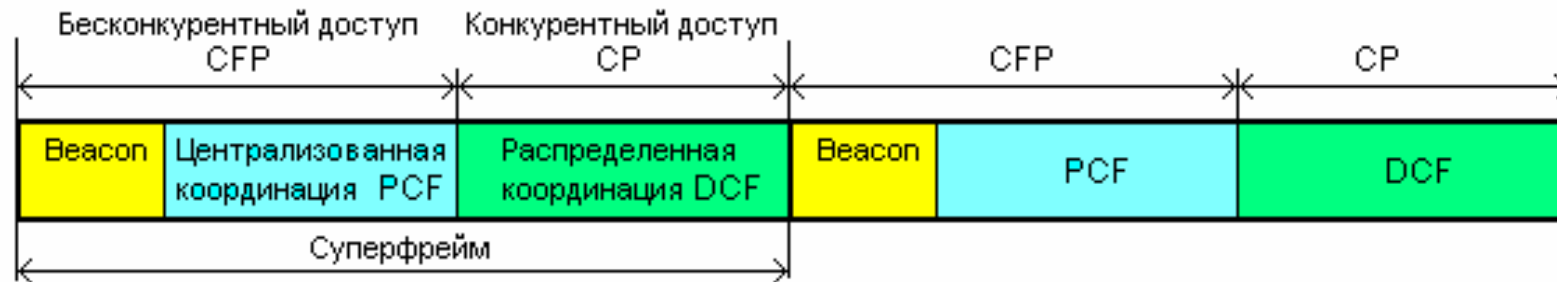 Бесконкурентный доступ Конкурентный доступ
CFP CP CFP CP
Beacon Централизованная Распределенная Beacon PCF DCF
координация PCF координация DCF
Суперфрейм